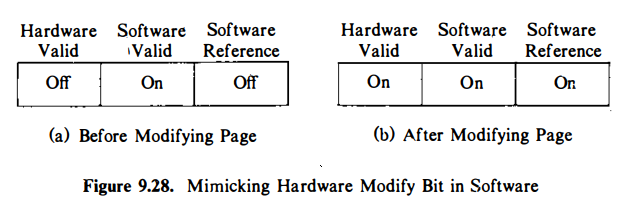 Hardware Software Software Hardware Software Software
Valid Valid Reference Valid Valid Reference
Off On Off On On On
(a) Before Modifying Page (b) After Modifying Page
Figure 9.28. Mimicking Hardware Modify Bit in Software